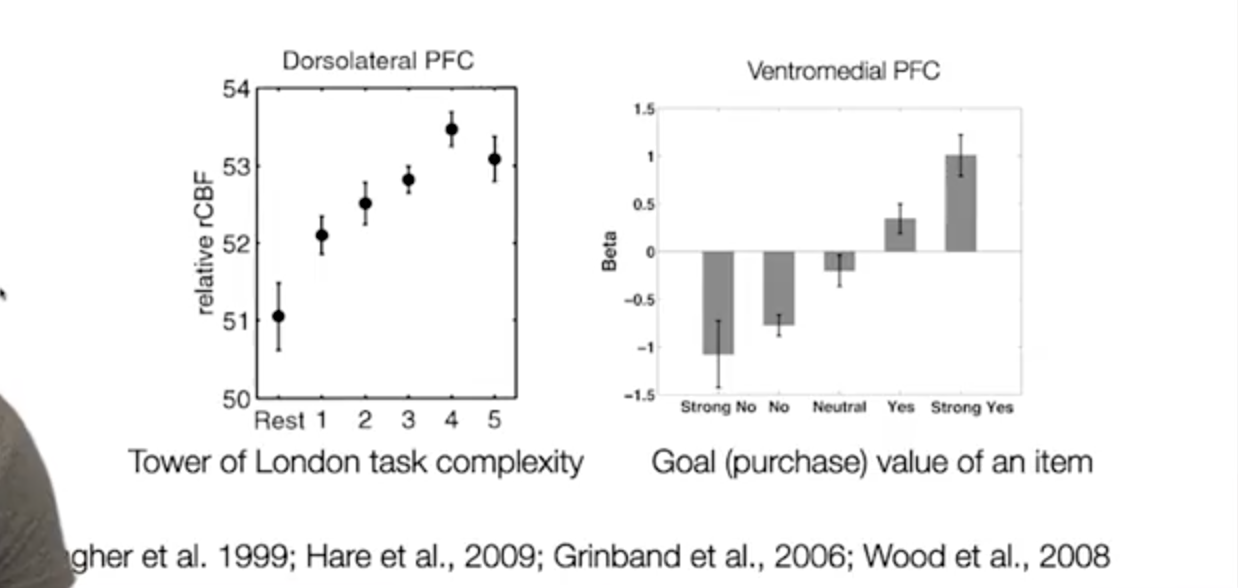 Dorsolateral PFC
54
53
52
51
50
relative rCBF
Rest 1 2 3 4 5
Tower of London task complexity
Ventromedial PFC
1.5
1
0.5
0
−0.5
−1
−1.5
Beta
Strong No No Neutral Yes Strong Yes
Goal (purchase) value of an item
et al. 1999; Hare et al., 2009; Grinband et al., 2006; Wood et al., 2008